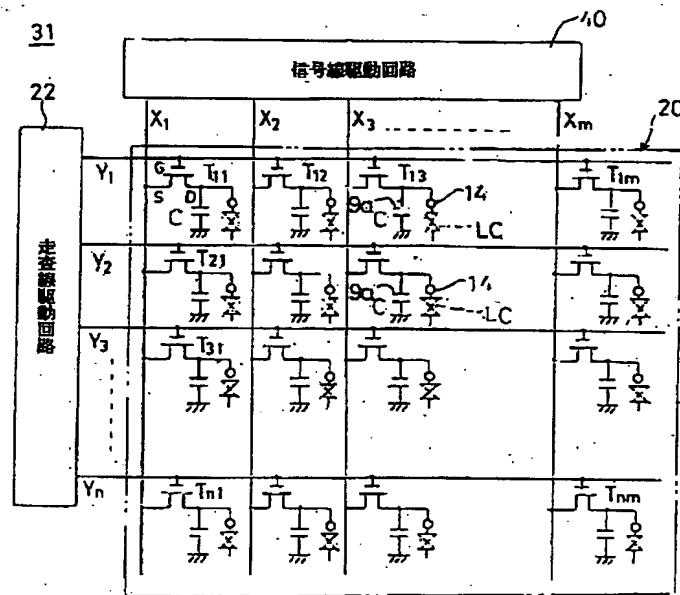 31
40
信号線駆動回路
22
20
X1 X2 X3 Xm
Y1 G T11 T12 T13 T1m
S D 9a 14
C C LC
走査線駆動回路
Y2 T21
9a 14
C LC
Y3 T31
Yn Tn1 Tnm